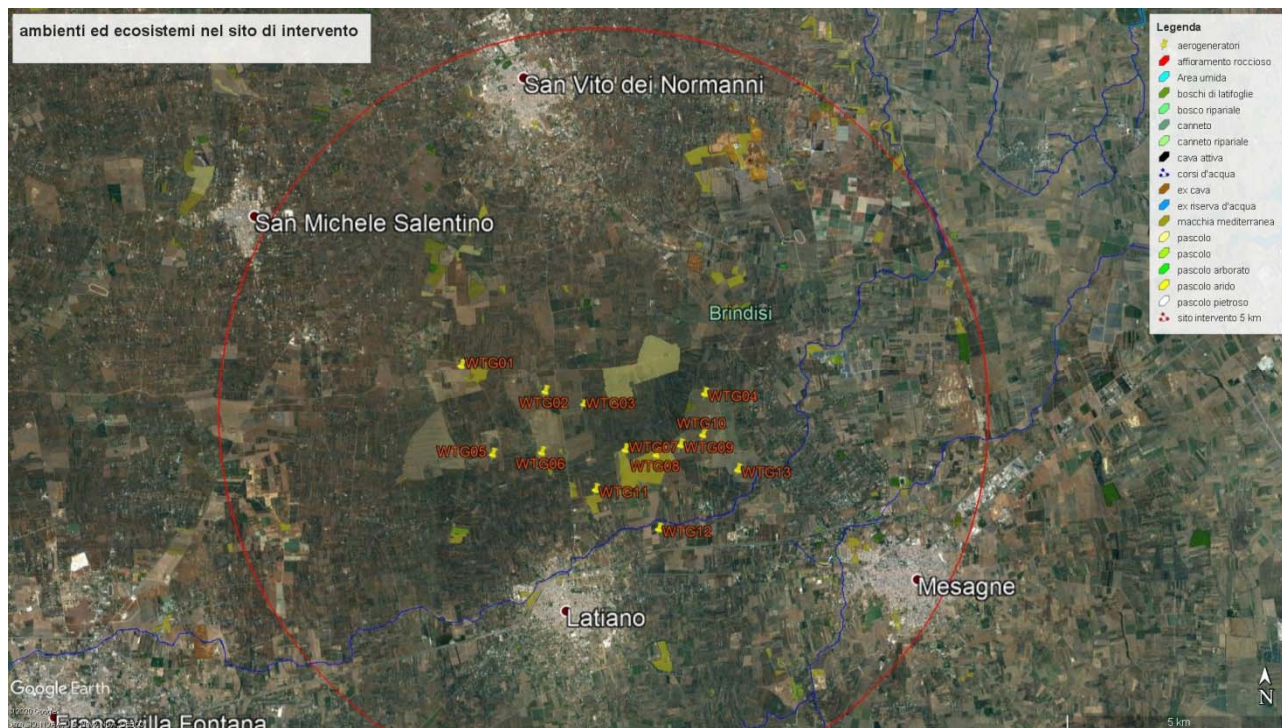 ambienti ed ecosistemi nel sito di intervento
Legenda
aerogeneratori
affioramento roccioso
Area umida
boschi di latifoglie
bosco ripariale
canneto
canneto ripariale
cava attiva
corsi d'acqua
ex cava
ex riserva d'acqua
macchia mediterranea
pascolo
pascolo
pascolo arborato
pascolo arido
pascolo pietroso
sito intervento 5 km
San Vito dei Normanni
San Michele Salentino
Brindisi
WTG01
WTG02
WTG03
WTG04
WTG10
WTG05
WTG06
WTG07
WTG09
WTG08
WTG13
WTG11
WTG12
Mesagne
Latiano
Google Earth
Francavilla Fontana
N
5 km